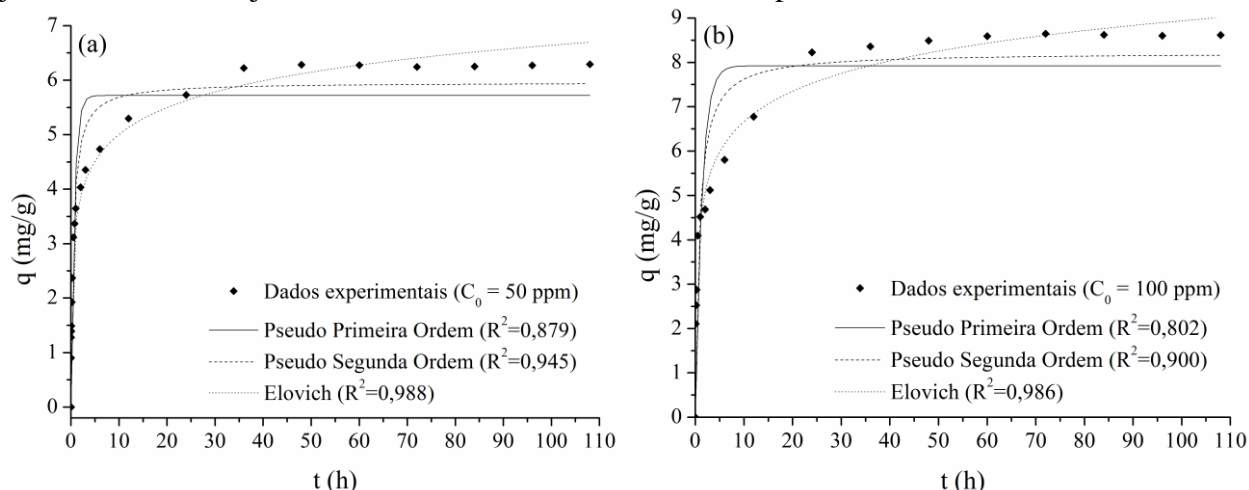 (a)
7
6
5
4
3
2
1
0
q (mg/g)
Dados experimentais (C₀ = 50 ppm)
Pseudo Primeira Ordem (R²=0,879)
Pseudo Segunda Ordem (R²=0,945)
Elovich (R²=0,988)
0 10 20 30 40 50 60 70 80 90 100 110
t (h)
(b)
9
8
7
6
5
4
3
2
1
0
q (mg/g)
Dados experimentais (C₀ = 100 ppm)
Pseudo Primeira Ordem (R²=0,802)
Pseudo Segunda Ordem (R²=0,900)
Elovich (R²=0,986)
0 10 20 30 40 50 60 70 80 90 100 110
t (h)